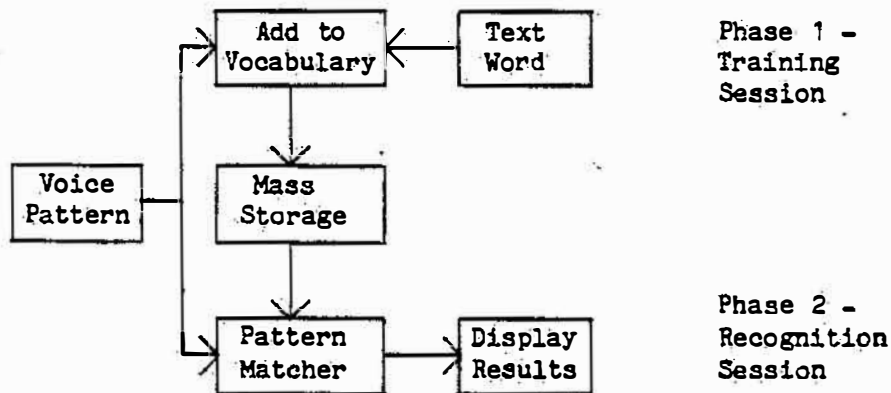 Add to
Vocabulary
Text
Word
Phase 1 -
Training
Session
Voice
Pattern
Mass
Storage
Pattern
Matcher
Display
Results
Phase 2 -
Recognition
Session